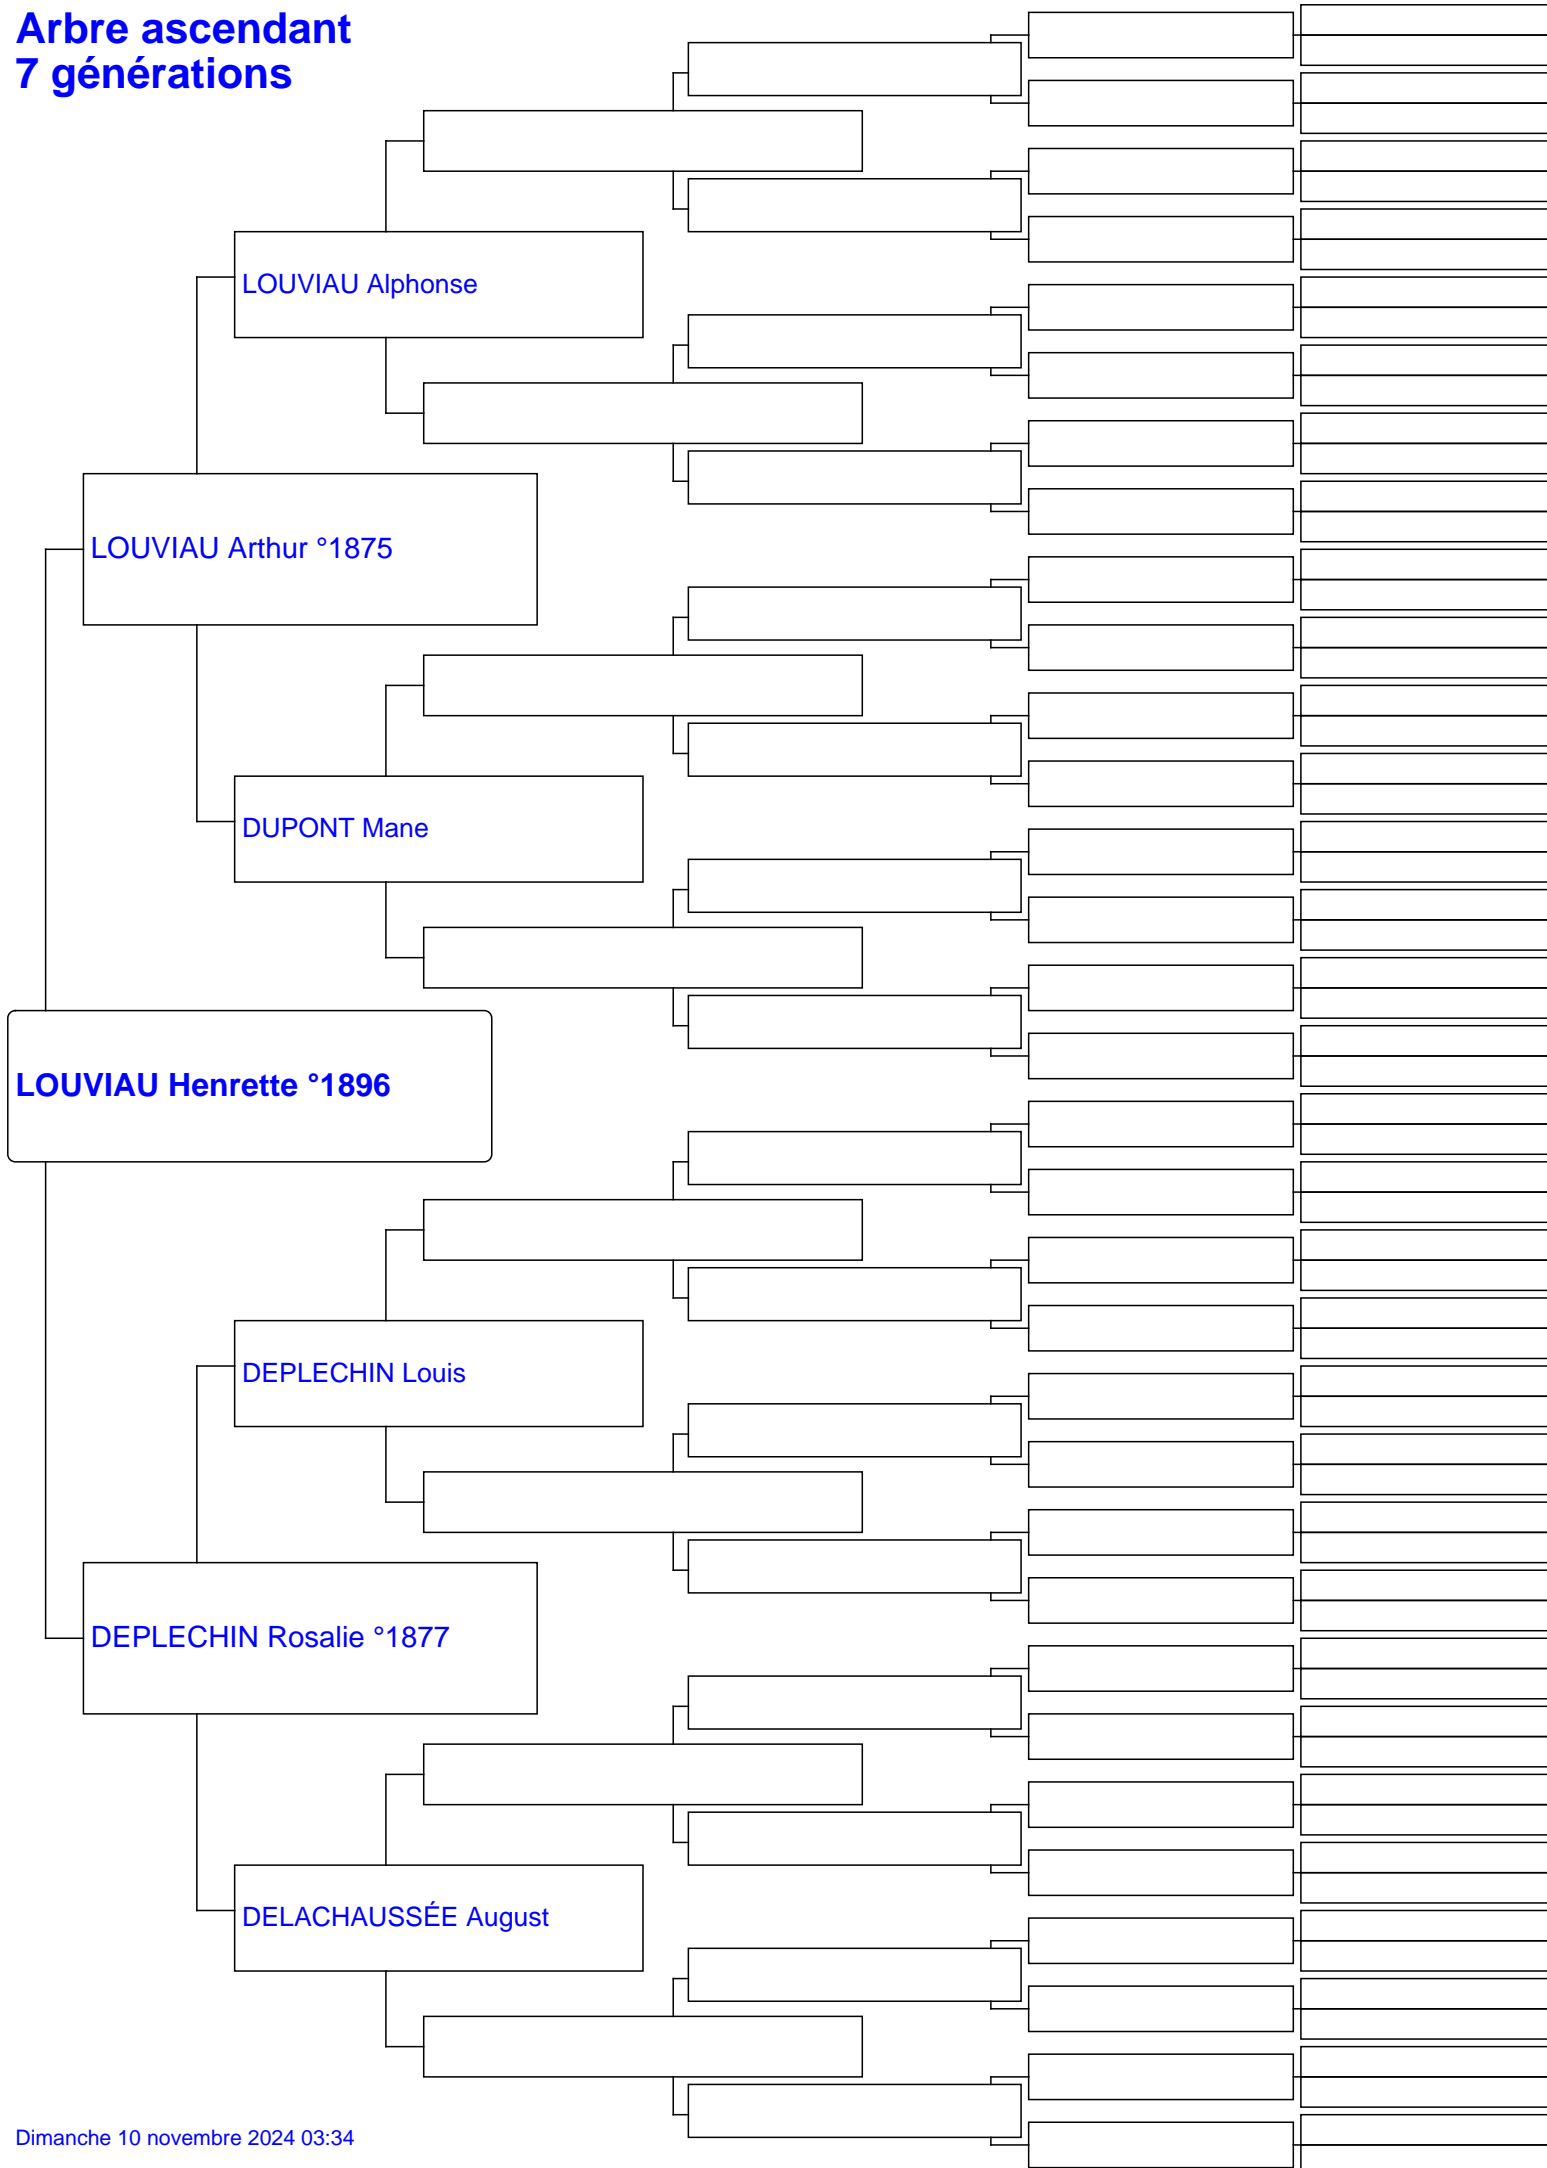 Arbre ascendant
7 générations
LOUVIAU Alphonse
LOUVIAU Arthur °1875
DUPONT Mane
LOUVIAU Henrette °1896
DEPLECHIN Louis
DEPLECHIN Rosalie °1877
DELACHAUSSÉE August
Dimanche 10 novembre 2024 03:34